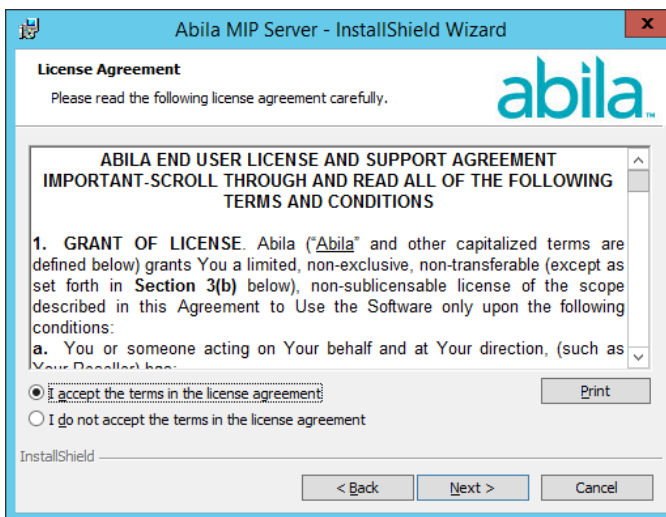 Abila MIP Server - InstallShield Wizard
x
License Agreement
Please read the following license agreement carefully.
abila™
ABILA END USER LICENSE AND SUPPORT AGREEMENT
IMPORTANT-SCROLL THROUGH AND READ ALL OF THE FOLLOWING
TERMS AND CONDITIONS
1. GRANT OF LICENSE. Abila (“Abila” and other capitalized terms are
defined below) grants You a limited, non-exclusive, non-transferable (except as
set forth in Section 3(b) below), non-sublicensable license of the scope
described in this Agreement to Use the Software only upon the following
conditions:
a. You or someone acting on Your behalf and at Your direction, (such as
Your Reseller) has:
I accept the terms in the license agreement
Print
I do not accept the terms in the license agreement
InstallShield
< Back
Next >
Cancel